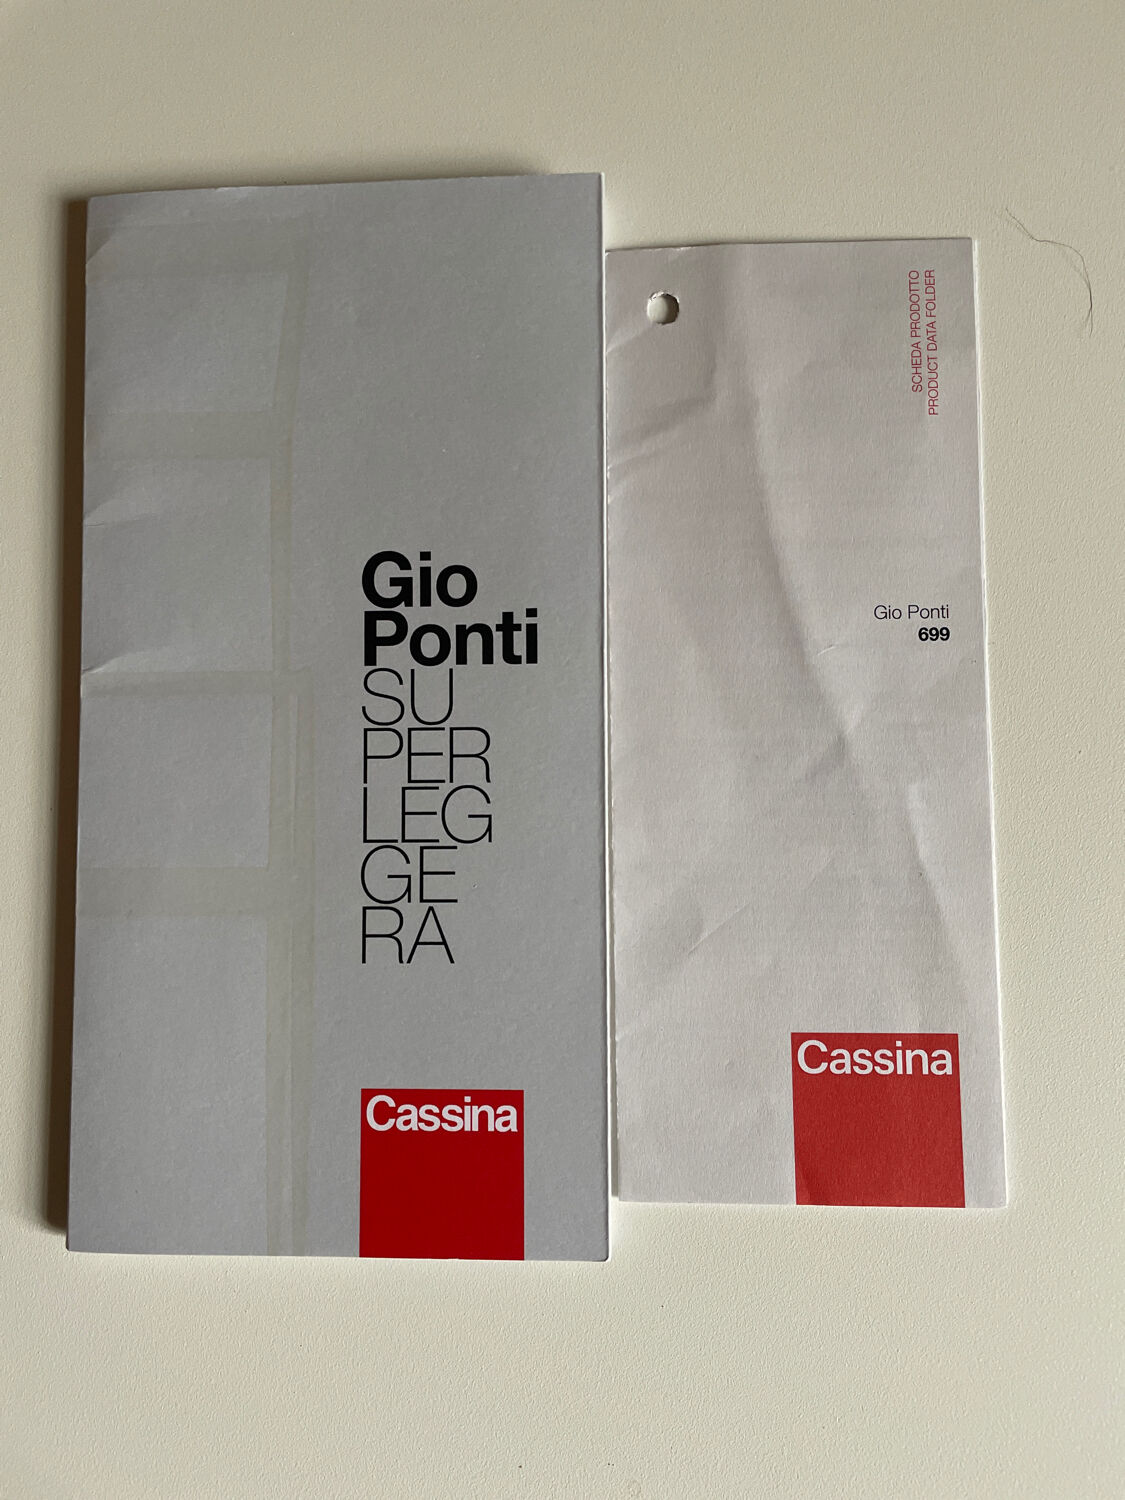 Gio
Ponti
SU
PER
LEG
GE
RA
Cassina
SCHEDA PRODOTTO
PRODUCT DATA FOLDER
Gio Ponti
699
Cassina